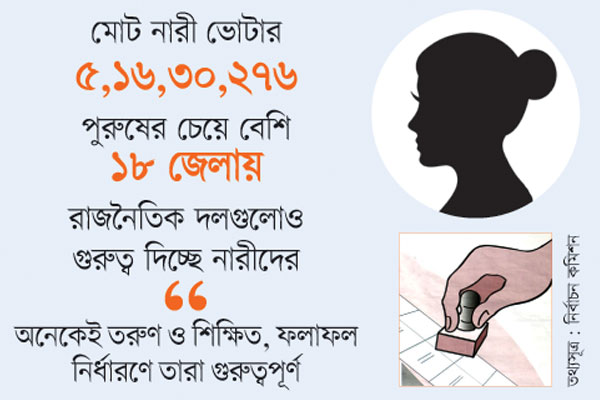 মোট নারী ভোটার
৫,১৬,৩০,২৭৬
পুরুষের চেয়ে বেশি
১৮ জেলায়
রাজনৈতিক দলগুলোও
গুরুত্ব দিচ্ছে নারীদের
“
অনেকেই তরুণ ও শিক্ষিত, ফলাফল
নির্ধারণে তারা গুরুত্বপূর্ণ
তথ্যসূত্র : নির্বাচন কমিশন